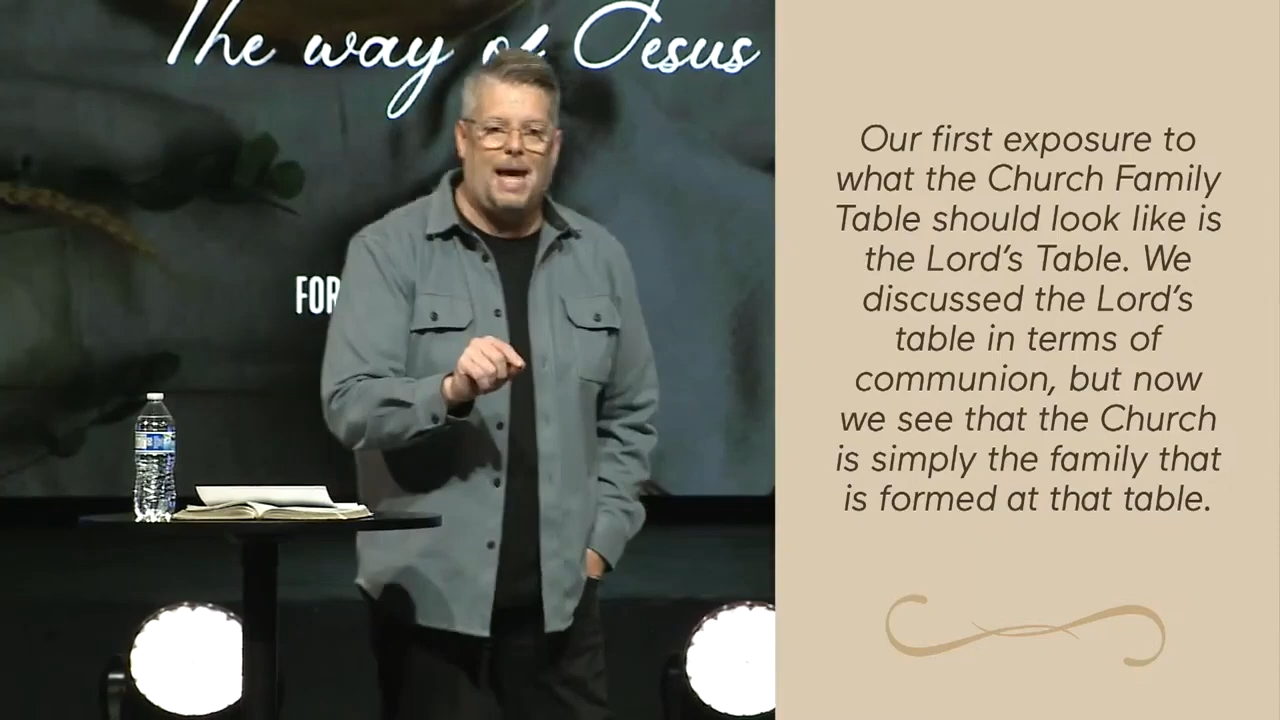 The way of Jesus
FOR
Our first exposure to
what the Church Family
Table should look like is
the Lord’s Table. We
discussed the Lord’s
table in terms of
communion, but now
we see that the Church
is simply the family that
is formed at that table.